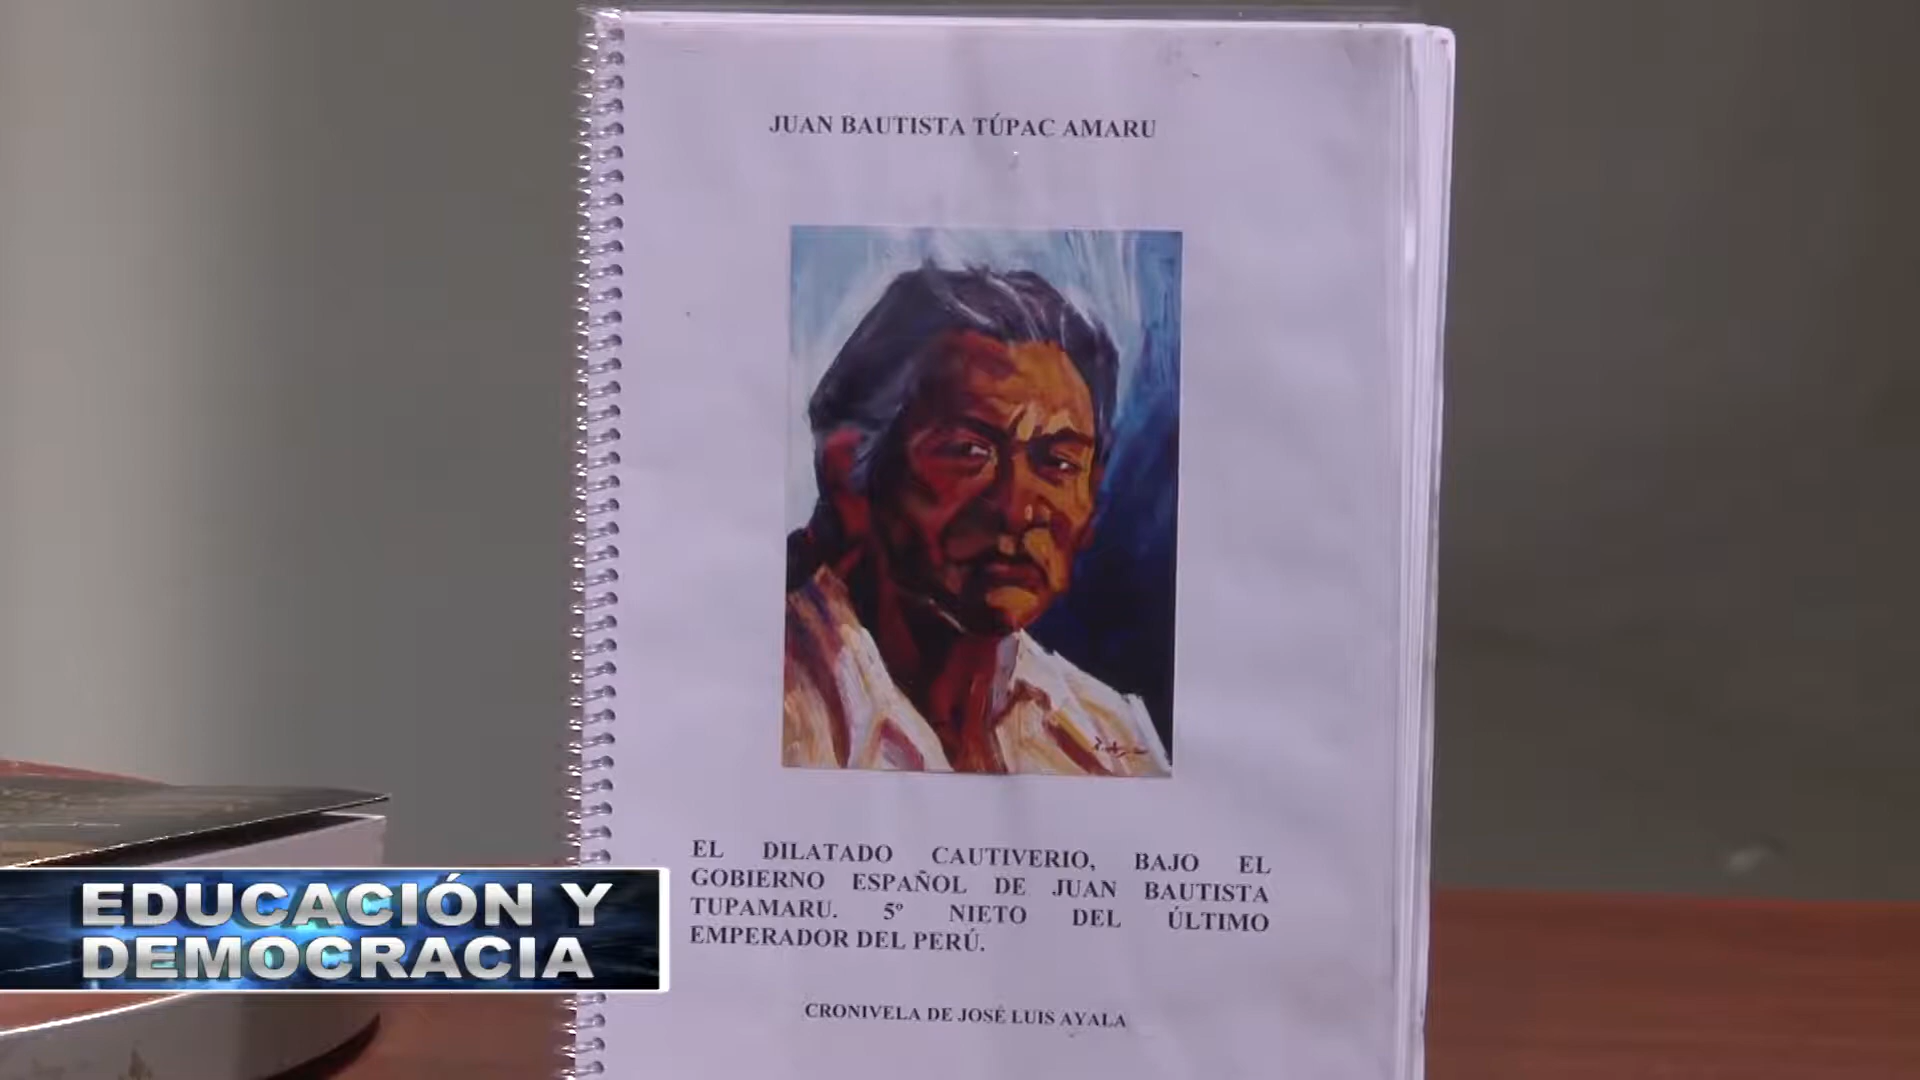 JUAN BAUTISTA TÚPAC AMARU
EL DILATADO CAUTIVERIO, BAJO EL
GOBIERNO ESPAÑOL DE JUAN BAUTISTA
TUPAMARU. 5º NIETO DEL ÚLTIMO
EMPERADOR DEL PERÚ.
CRONIVELA DE JOSÉ LUIS AYALA
EDUCACIÓN Y
DEMOCRACIA